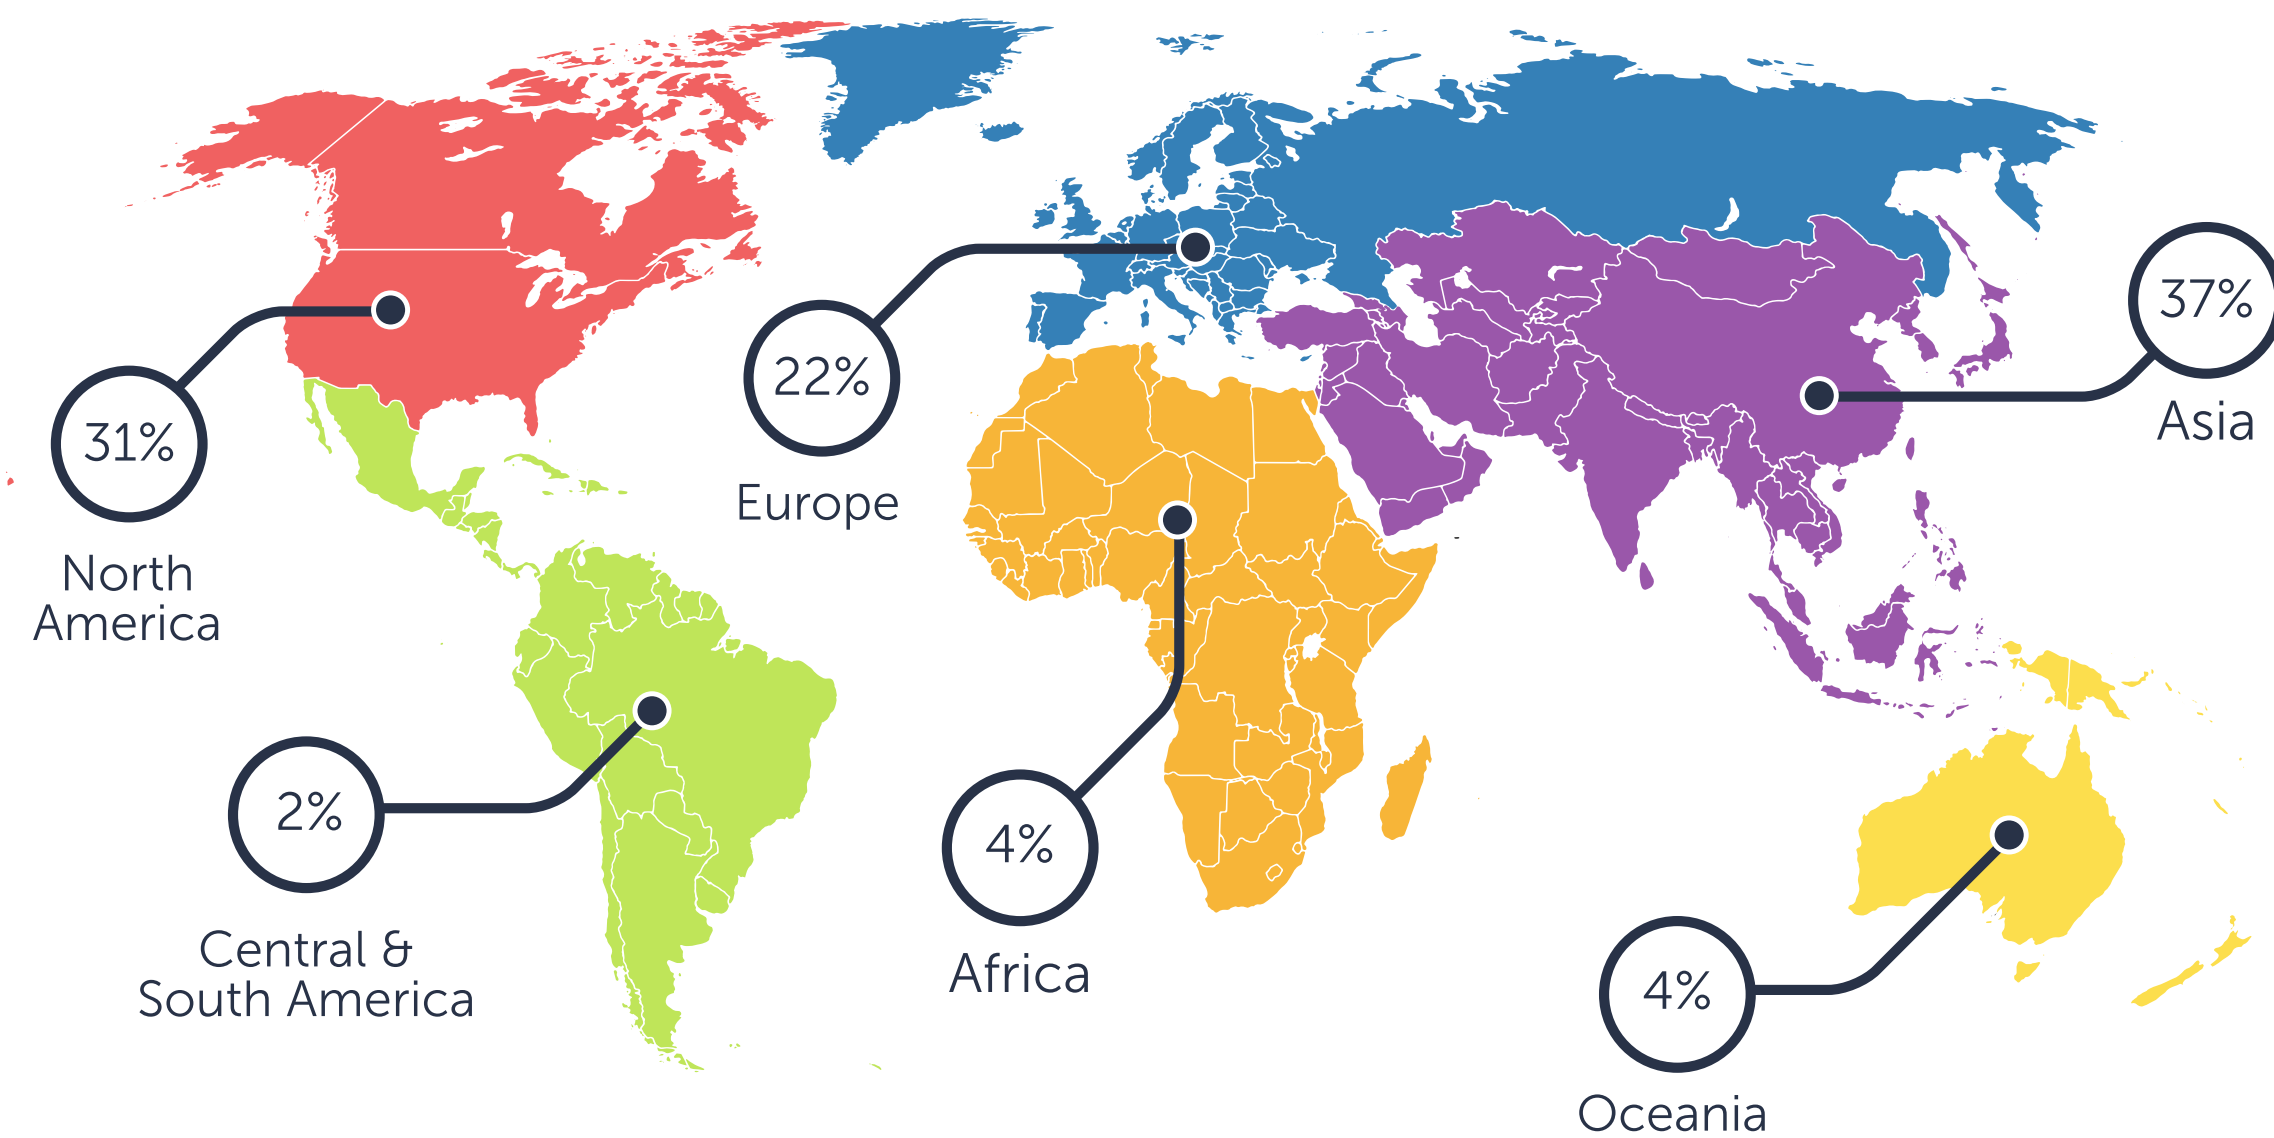 31%
North
America
22%
Europe
37%
Asia
2%
Central &
South America
4%
Africa
4%
Oceania